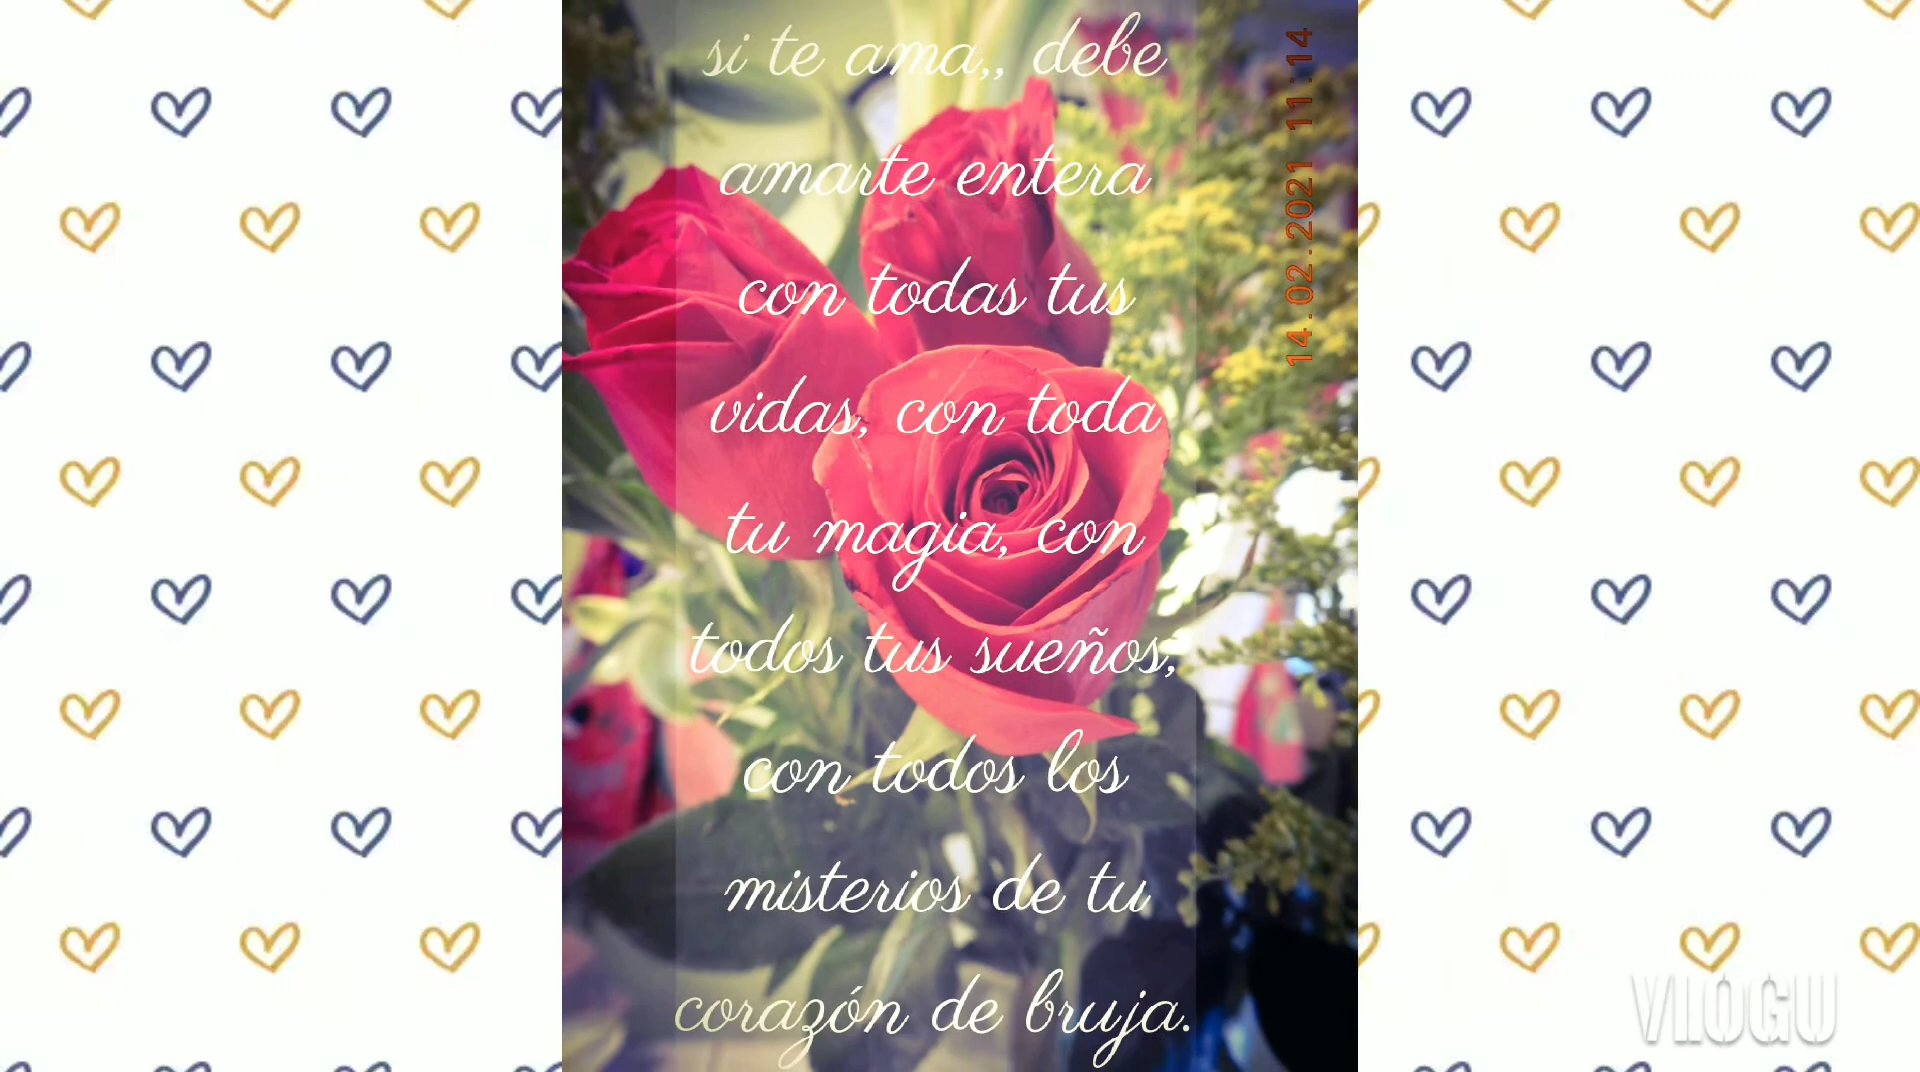 si te ama,, debe
amarte entera
con todas tus
vidas, con toda
tu magia, con
todos tus sueños,
con todos los
misterios de tu
corazón de bruja.
14.02.2021 11:14
VLOGU